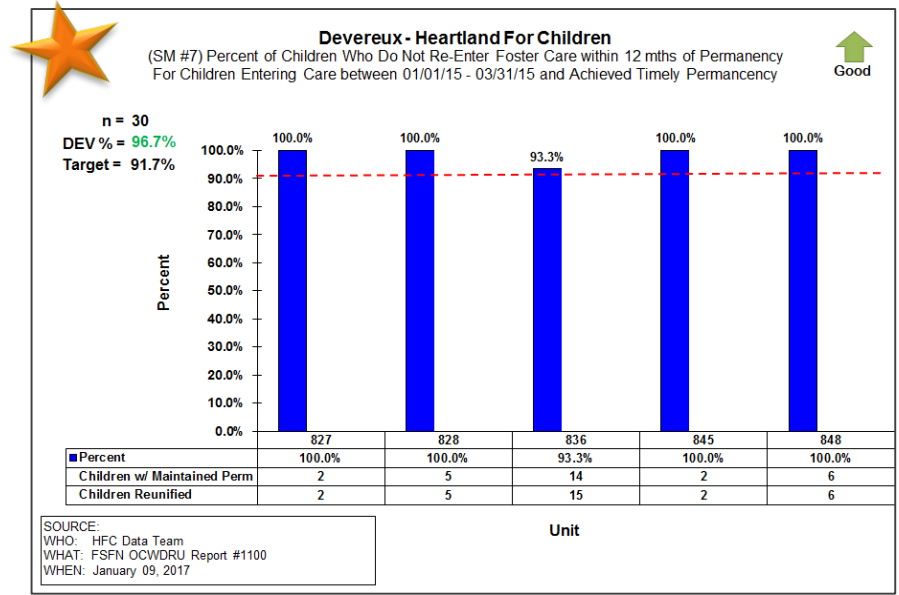 Devereux - Heartland For Children
(SM #7) Percent of Children Who Do Not Re-Enter Foster Care within 12 mths of Permanency
For Children Entering Care between 01/01/15 - 03/31/15 and Achieved Timely Permancency
Good
n = 30
DEV % = 96.7%
Target = 91.7%
100.0% 100.0% 93.3% 100.0% 100.0%
Percent
100.0%
90.0%
80.0%
70.0%
60.0%
50.0%
40.0%
30.0%
20.0%
10.0%
0.0%
827 828 836 845 848
Percent 100.0% 100.0% 93.3% 100.0% 100.0%
Children w/ Maintained Perm 2 5 14 2 6
Children Reunified 2 5 15 2 6
Unit
SOURCE:
WHO: HFC Data Team
WHAT: FSFN OCWDRU Report #1100
WHEN: January 09, 2017